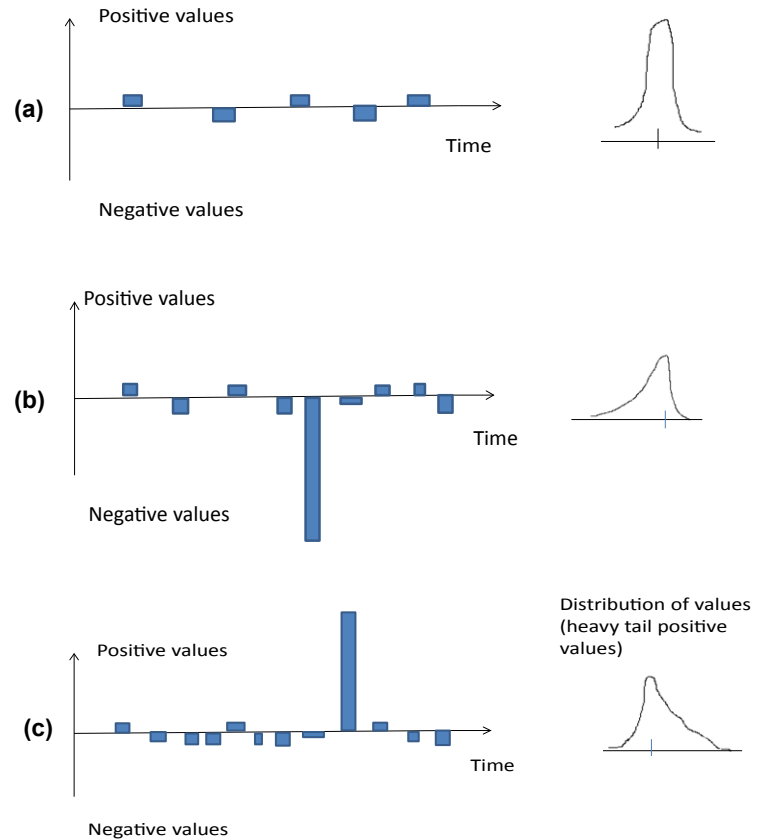 Positive values
(a)
Time
Negative values
Positive values
(b)
Time
Negative values
Distribution of values
(heavy tail positive
values)
Positive values
(c)
Time
Negative values